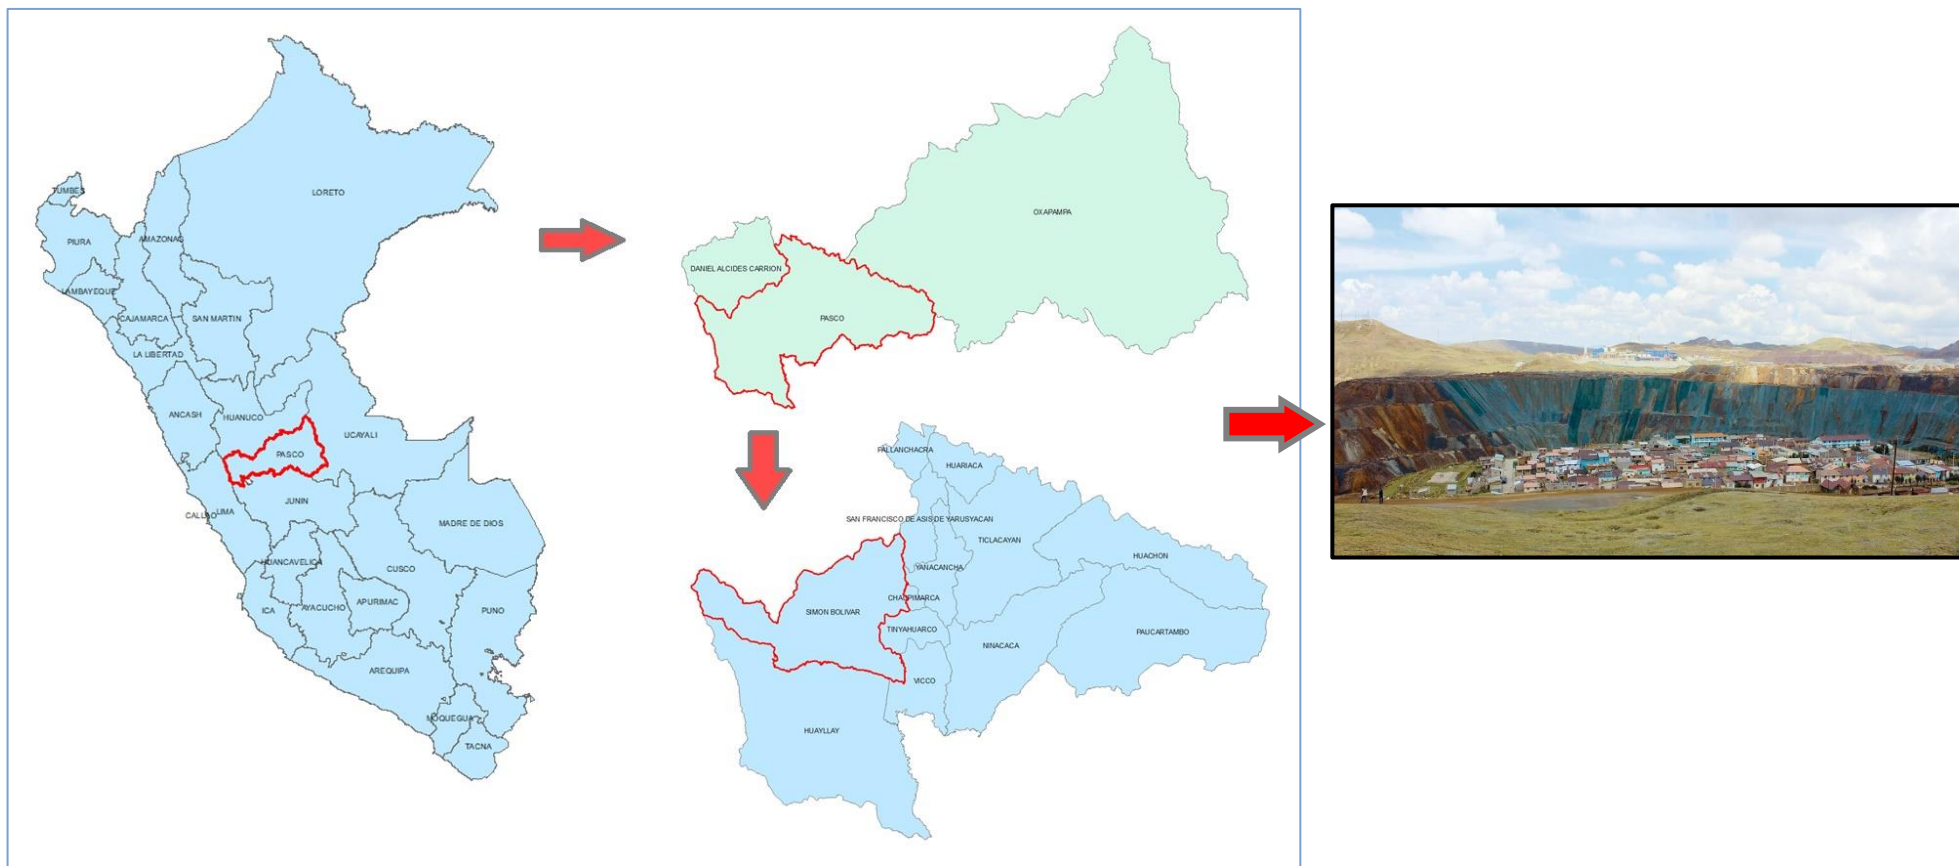 LORETO
TUMBES
PIURA
AMAZONAS
LAMBAYEQUE
CAJAMARCA
SAN MARTIN
LA LIBERTAD
ANCASH
HUANUCO
UCAYALI
PASCO
JUNIN
CALLAO
LIMA
MADRE DE DIOS
HUANCAVELICA
CUSCO
ICA
AYACUCHO
APURIMAC
PUNO
AREQUIPA
MOQUEGUA
TACNA
OXAPAMPA
DANIEL ALCIDES CARRION
PASCO
PALLANCHACRA
HUARIACA
SAN FRANCISCO DE ASIS DE YARUSYACAN
TICLACAYAN
HUACHON
YANACANCHA
CHAUPIMARCA
SIMON BOLIVAR
TINYAHUARCO
PAUCARTAMBO
NINACACA
VICCO
HUAYLLAY